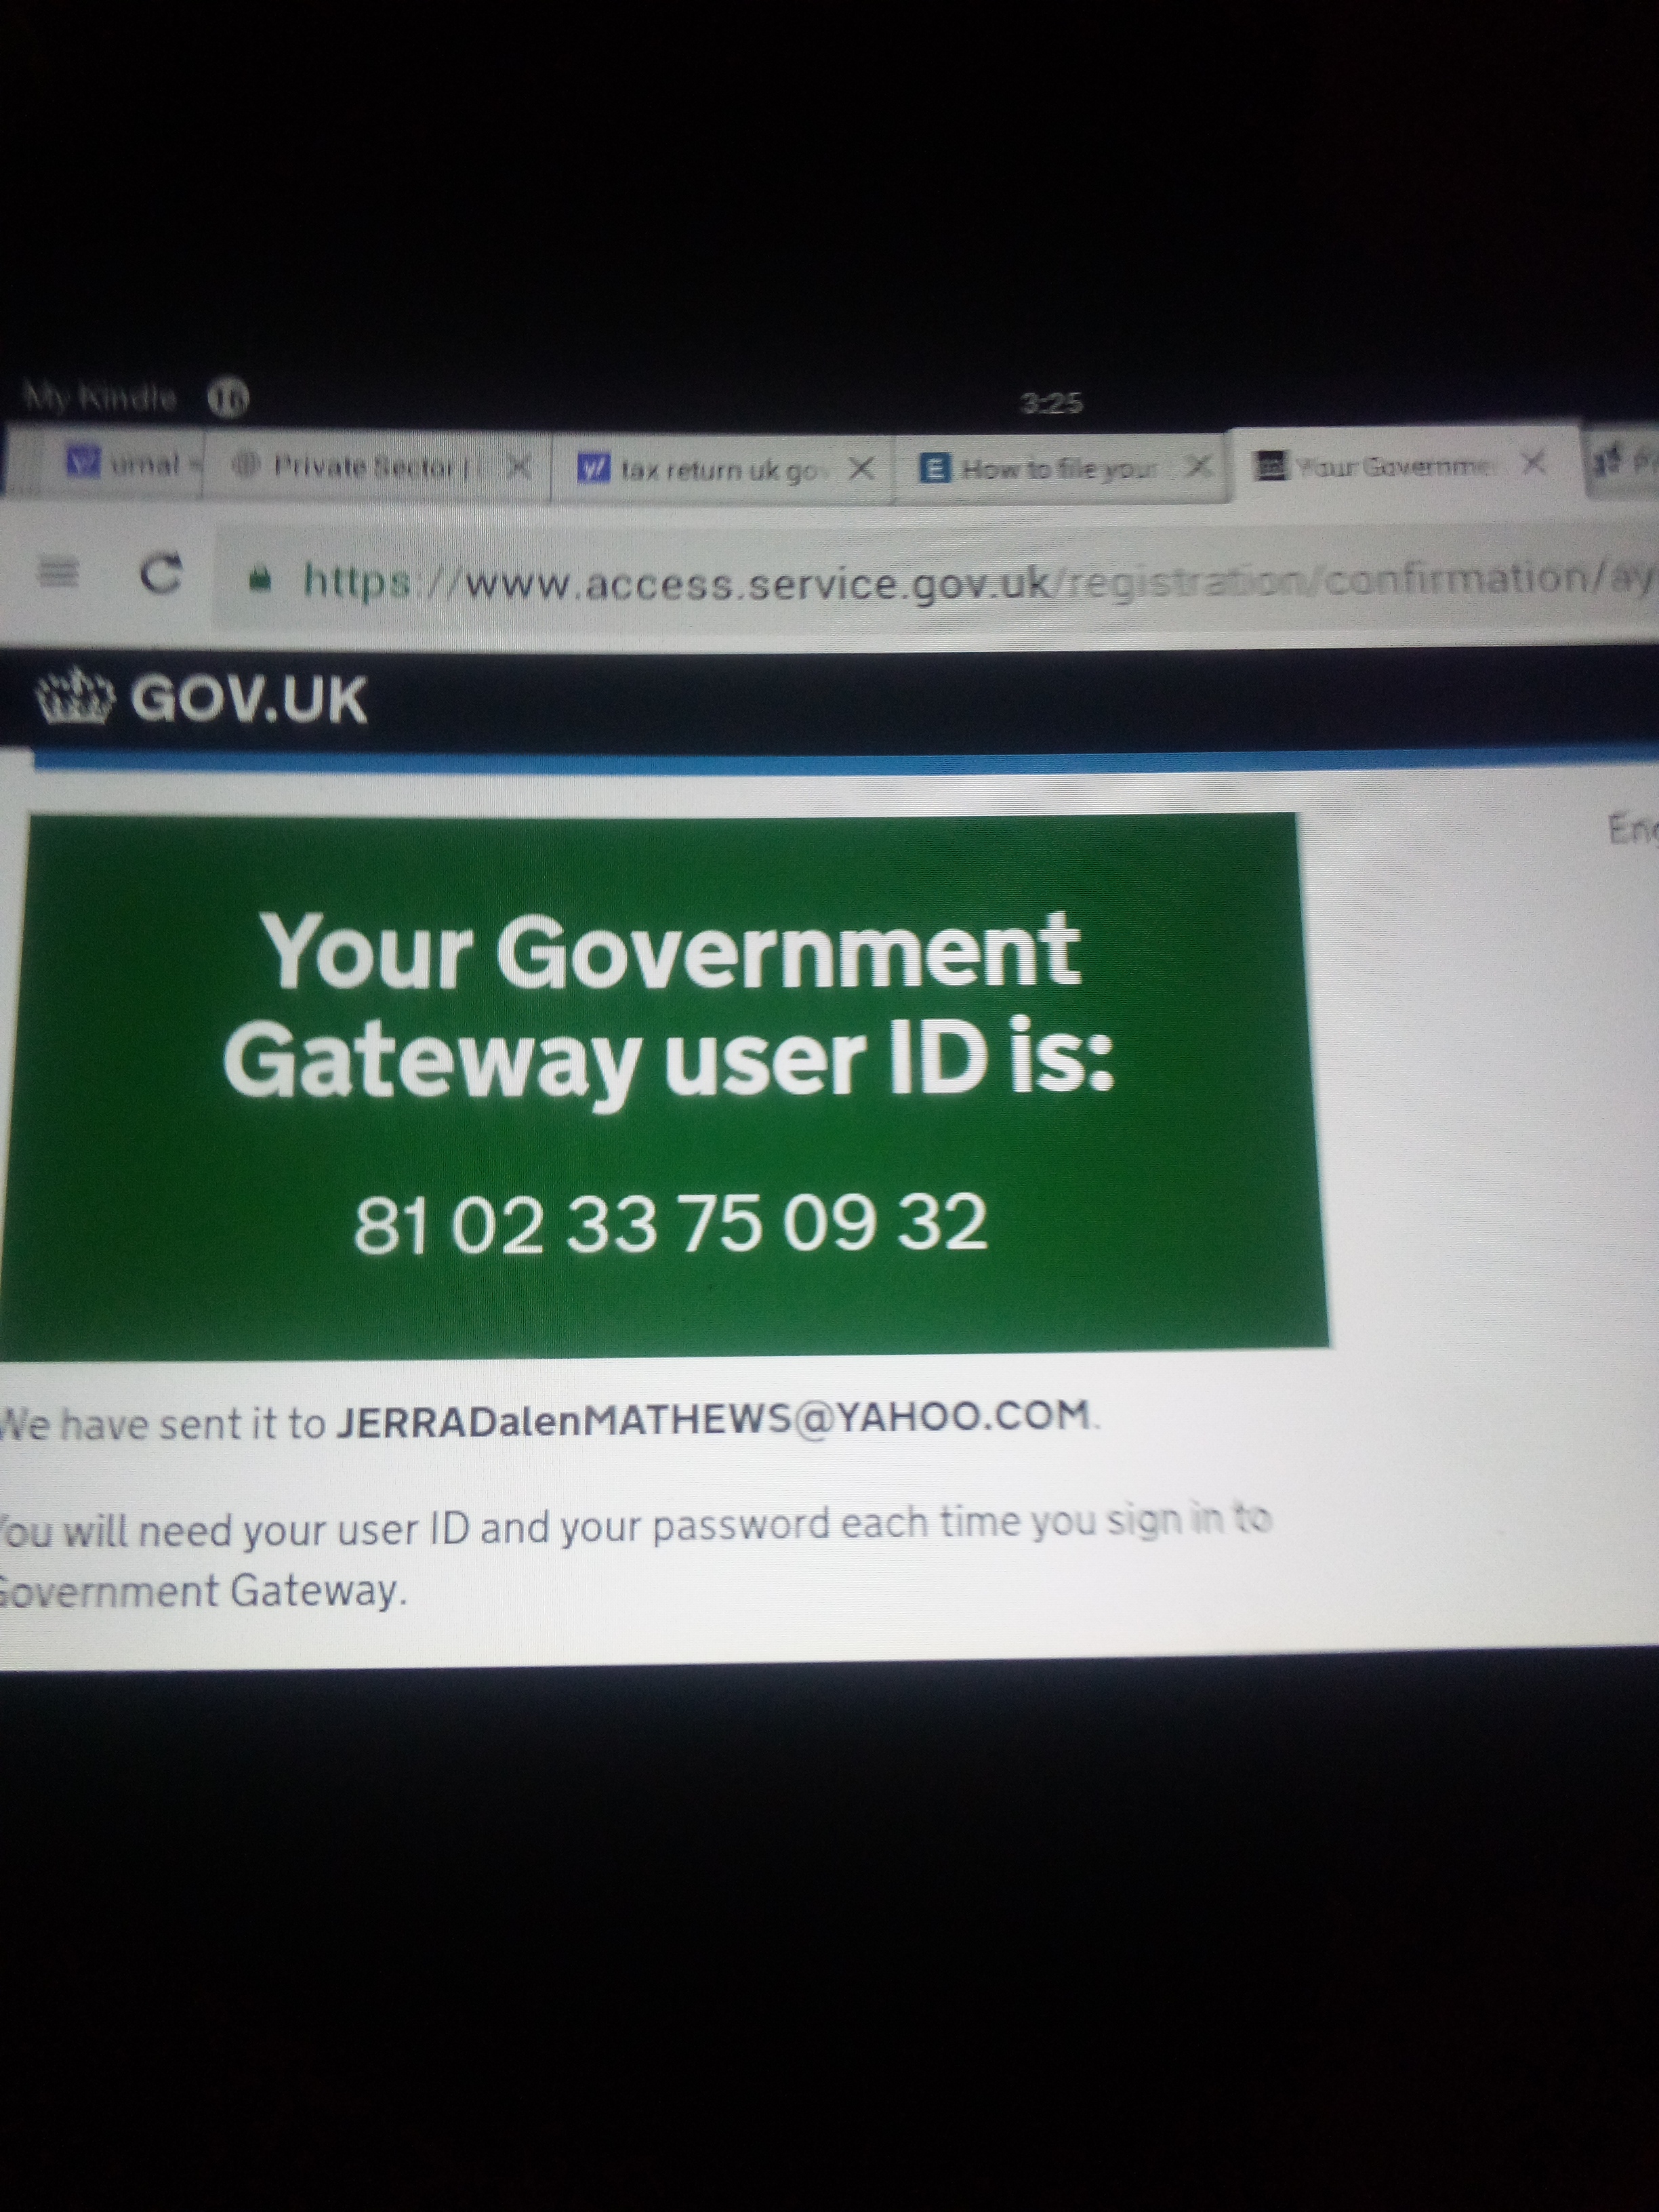 My Kindle 16 3:25
Private Sector | tax return uk go How to file your Your Governme
https://www.access.service.gov.uk/registration/confirmation/ay
GOV.UK
Eng
Your Government
Gateway user ID is:
81 02 33 75 09 32
We have sent it to JERRADalenMATHEWS@YAHOO.COM.
You will need your user ID and your password each time you sign in to
Government Gateway.